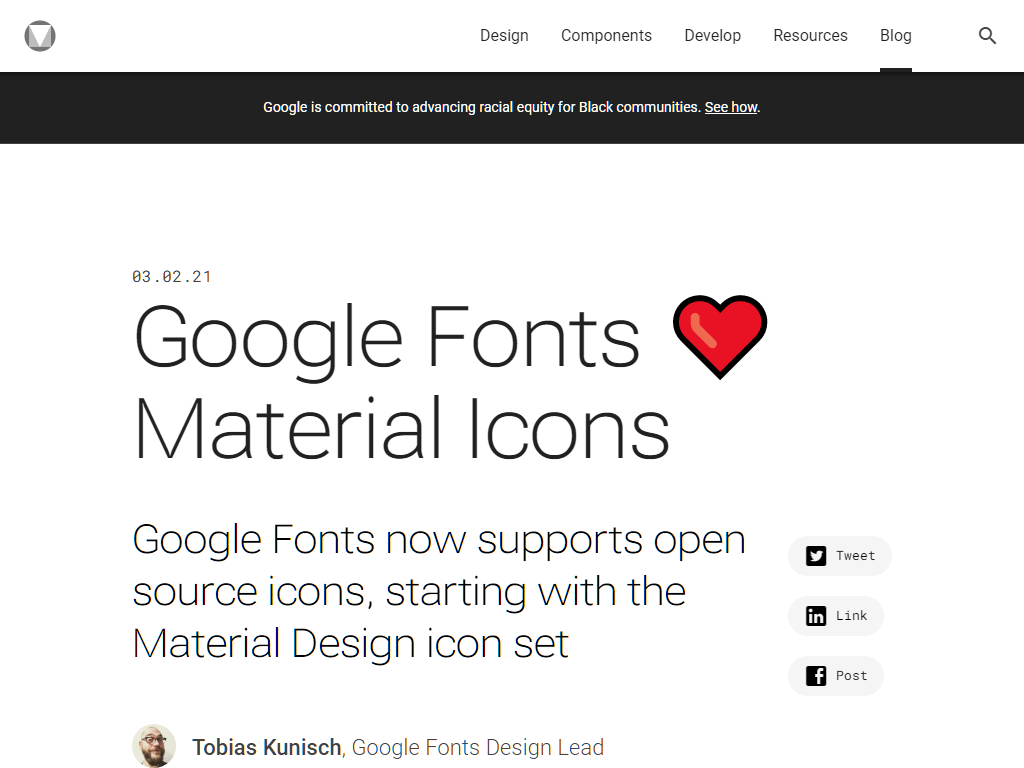 Design Components Develop Resources Blog
Google is committed to advancing racial equity for Black communities. See how.
03.02.21
Google Fonts ❤️
Material Icons
Google Fonts now supports open
source icons, starting with the
Material Design icon set
Tweet
Link
Post
Tobias Kunisch, Google Fonts Design Lead